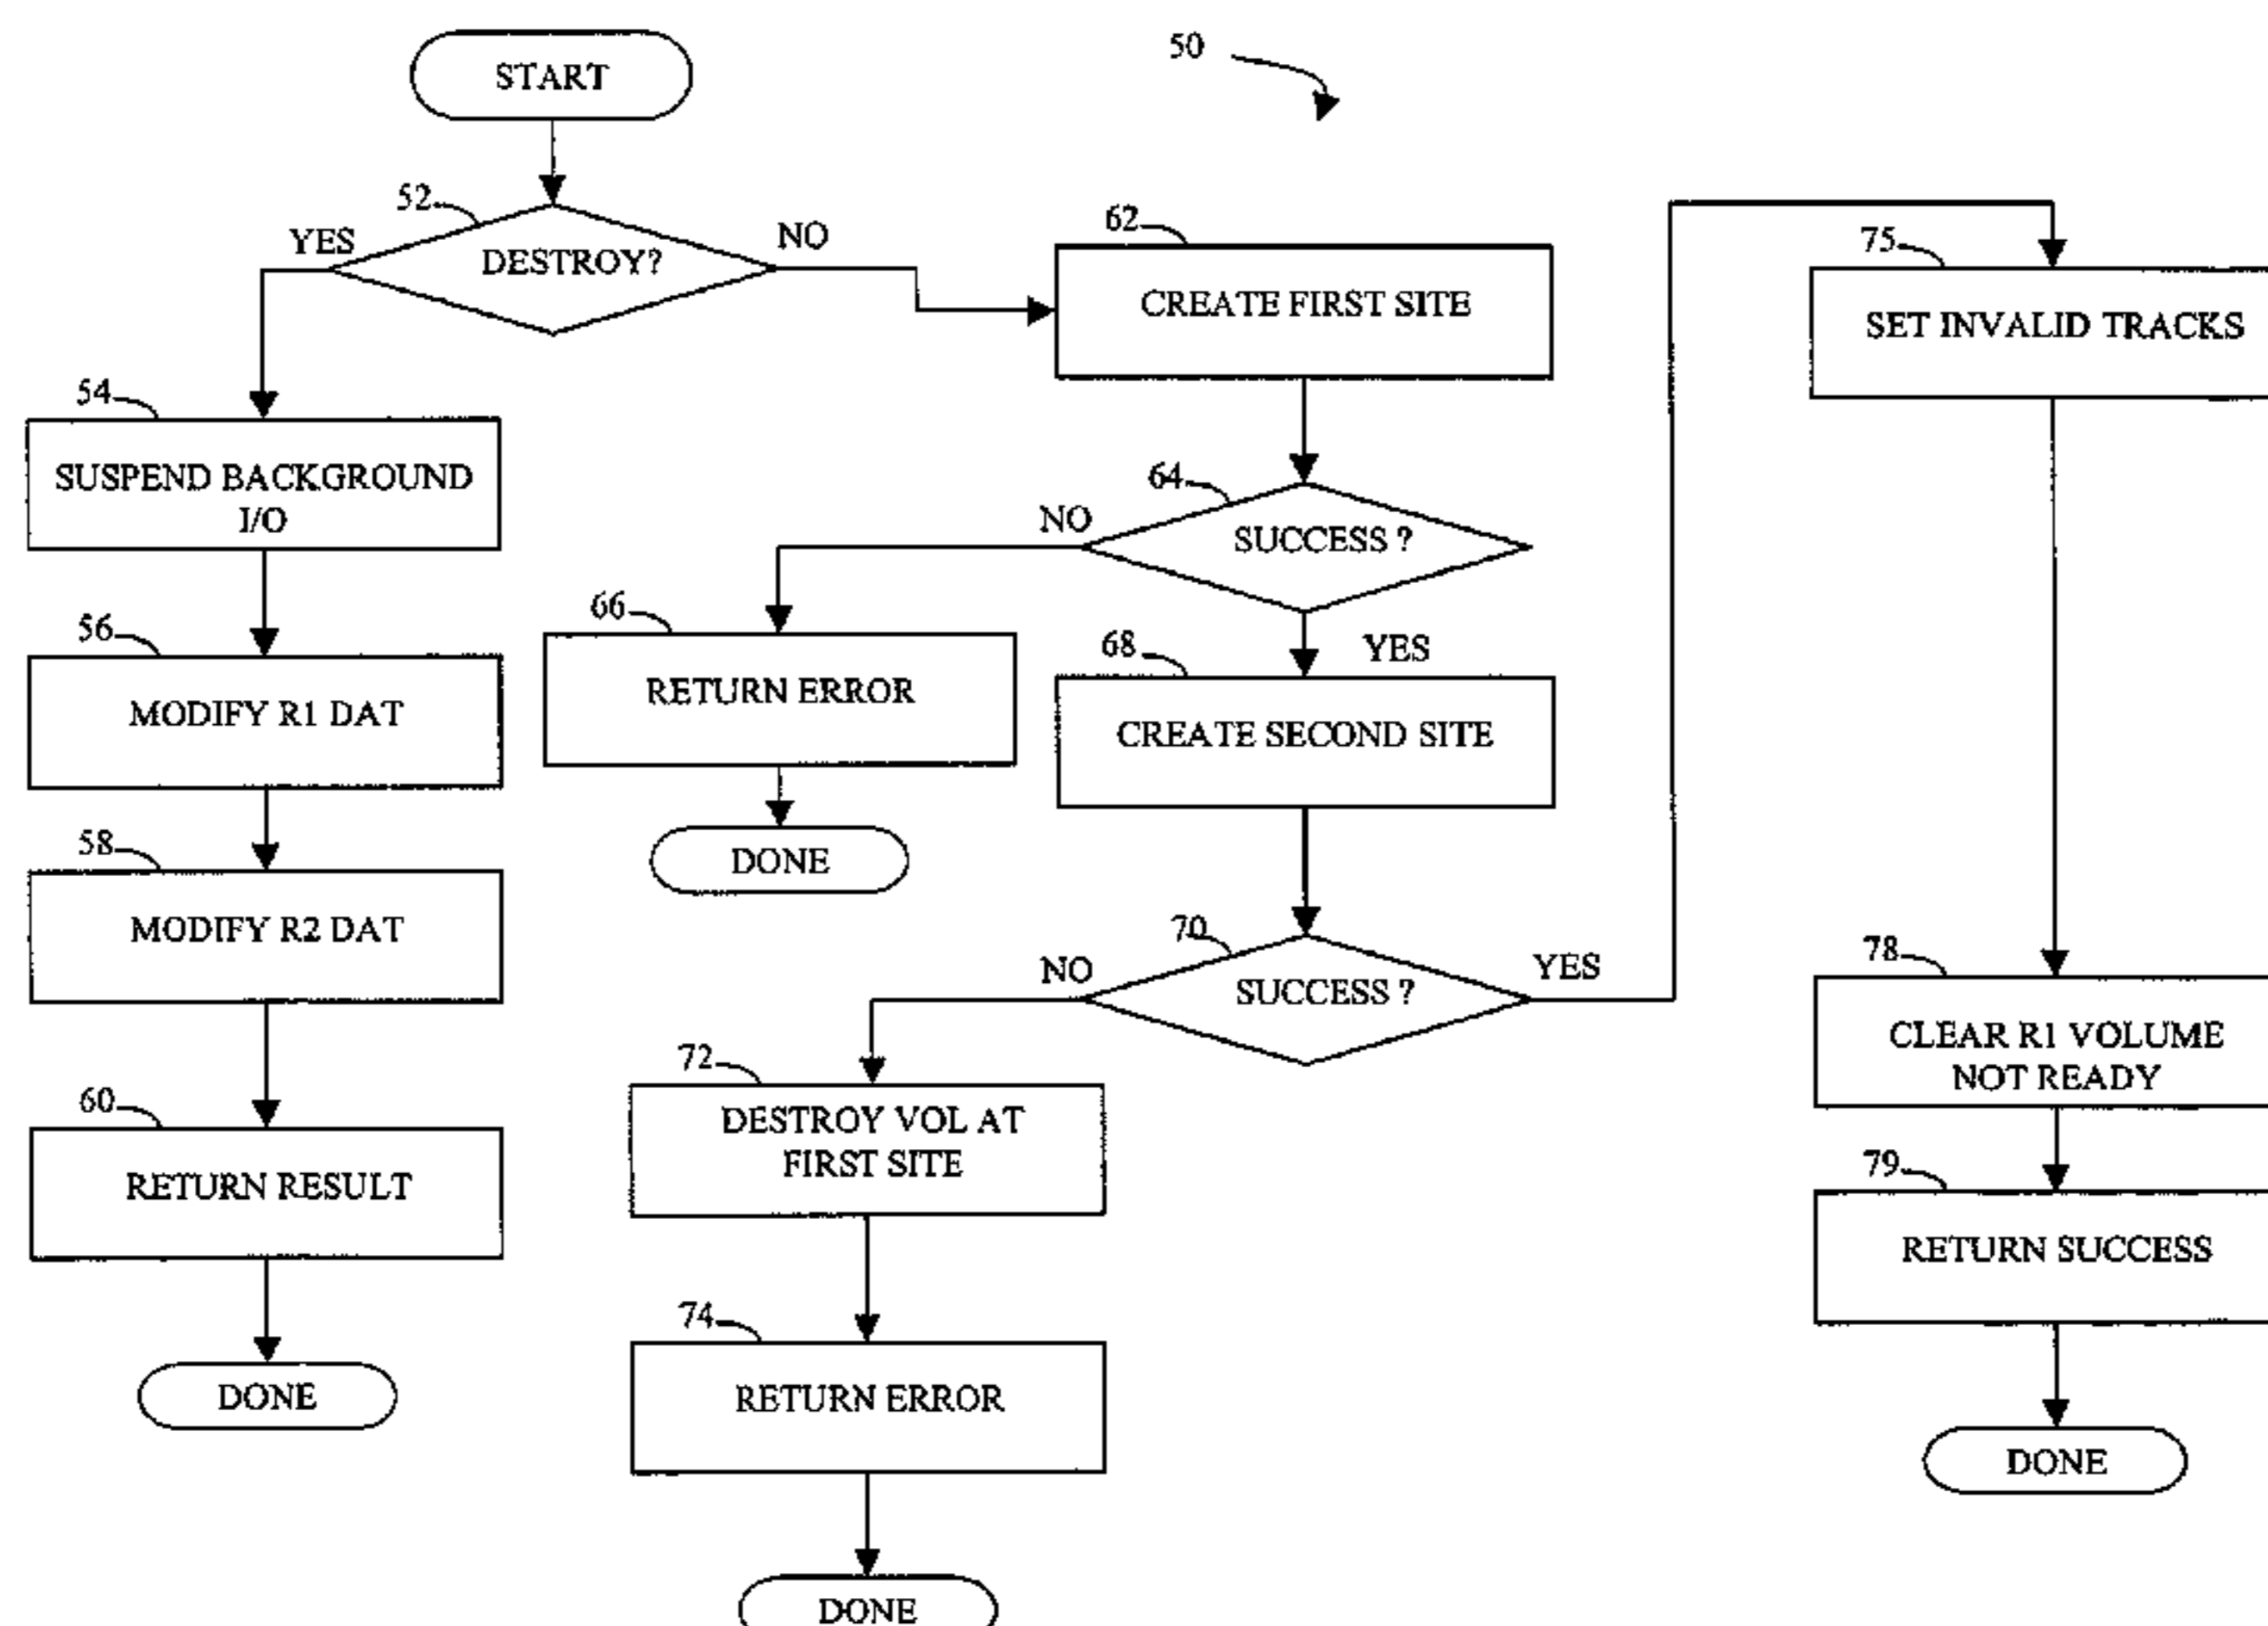 START
50
52
YES
DESTROY?
NO
54
SUSPEND BACKGROUND
I/O
56
MODIFY R1 DAT
58
MODIFY R2 DAT
60
RETURN RESULT
DONE
62
CREATE FIRST SITE
64
NO
SUCCESS ?
YES
66
RETURN ERROR
DONE
68
CREATE SECOND SITE
70
NO
SUCCESS ?
YES
72
DESTROY VOL AT
FIRST SITE
74
RETURN ERROR
DONE
75
SET INVALID TRACKS
78
CLEAR R1 VOLUME
NOT READY
79
RETURN SUCCESS
DONE